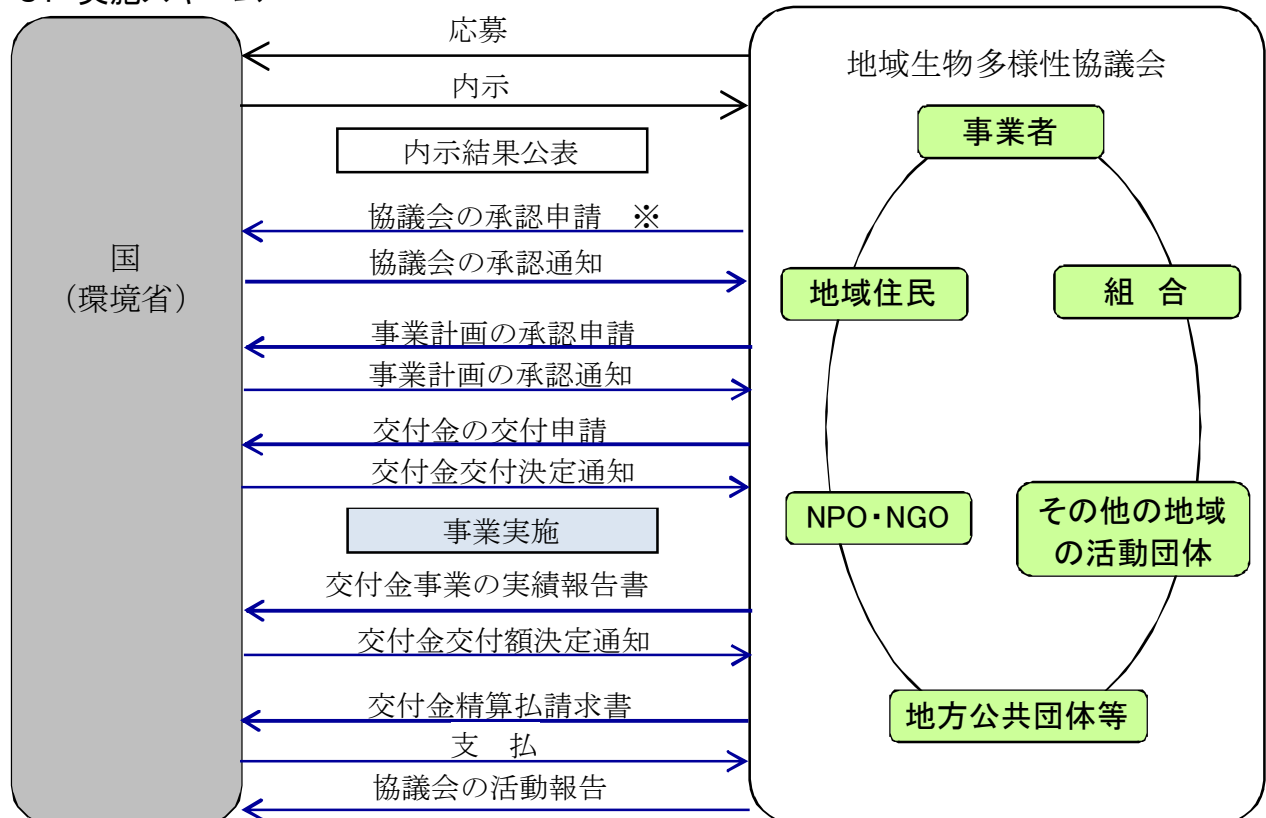 応募
内示
内示結果公表
協議会の承認申請　※
協議会の承認通知
事業計画の承認申請
事業計画の承認通知
交付金の交付申請
交付金交付決定通知
事業実施
交付金事業の実績報告書
交付金交付額決定通知
交付金精算払請求書
支　払
協議会の活動報告
国
（環境省）
地域生物多様性協議会
事業者
地域住民
組　合
NPO・NGO
その他の地域
の活動団体
地方公共団体等